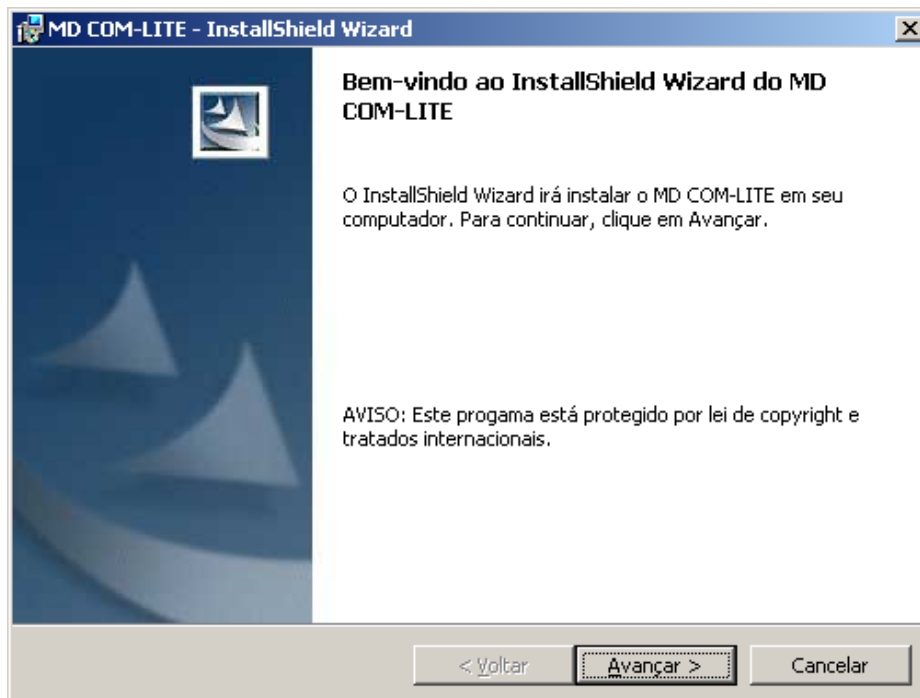 MD COM-LITE - InstallShield Wizard
Bem-vindo ao InstallShield Wizard do MD
COM-LITE
O InstallShield Wizard irá instalar o MD COM-LITE em seu
computador. Para continuar, clique em Avançar.
AVISO: Este progama está protegido por lei de copyright e
tratados internacionais.
< Voltar
Avançar >
Cancelar